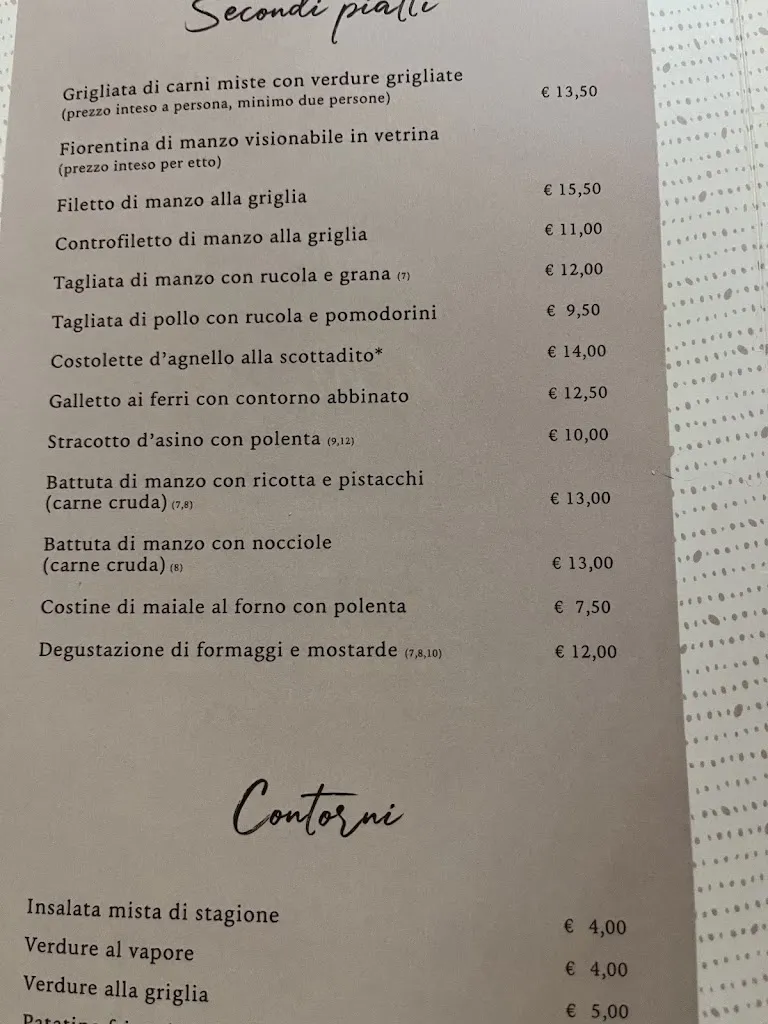 Secondi piatti
Grigliata di carni miste con verdure grigliate € 13,50
(prezzo inteso a persona, minimo due persone)
Fiorentina di manzo visionabile in vetrina
(prezzo inteso per etto)
Filetto di manzo alla griglia € 15,50
Controfiletto di manzo alla griglia € 11,00
Tagliata di manzo con rucola e grana (7) € 12,00
Tagliata di pollo con rucola e pomodorini € 9,50
Costolette d'agnello alla scottadito* € 14,00
Galletto ai ferri con contorno abbinato € 12,50
Stracotto d'asino con polenta (9,12) € 10,00
Battuta di manzo con ricotta e pistacchi
(carne cruda) (7,8) € 13,00
Battuta di manzo con nocciole
(carne cruda) (8) € 13,00
Costine di maiale al forno con polenta € 7,50
Degustazione di formaggi e mostarde (7,8,10) € 12,00
Contorni
Insalata mista di stagione € 4,00
Verdure al vapore € 4,00
Verdure alla griglia € 5,00